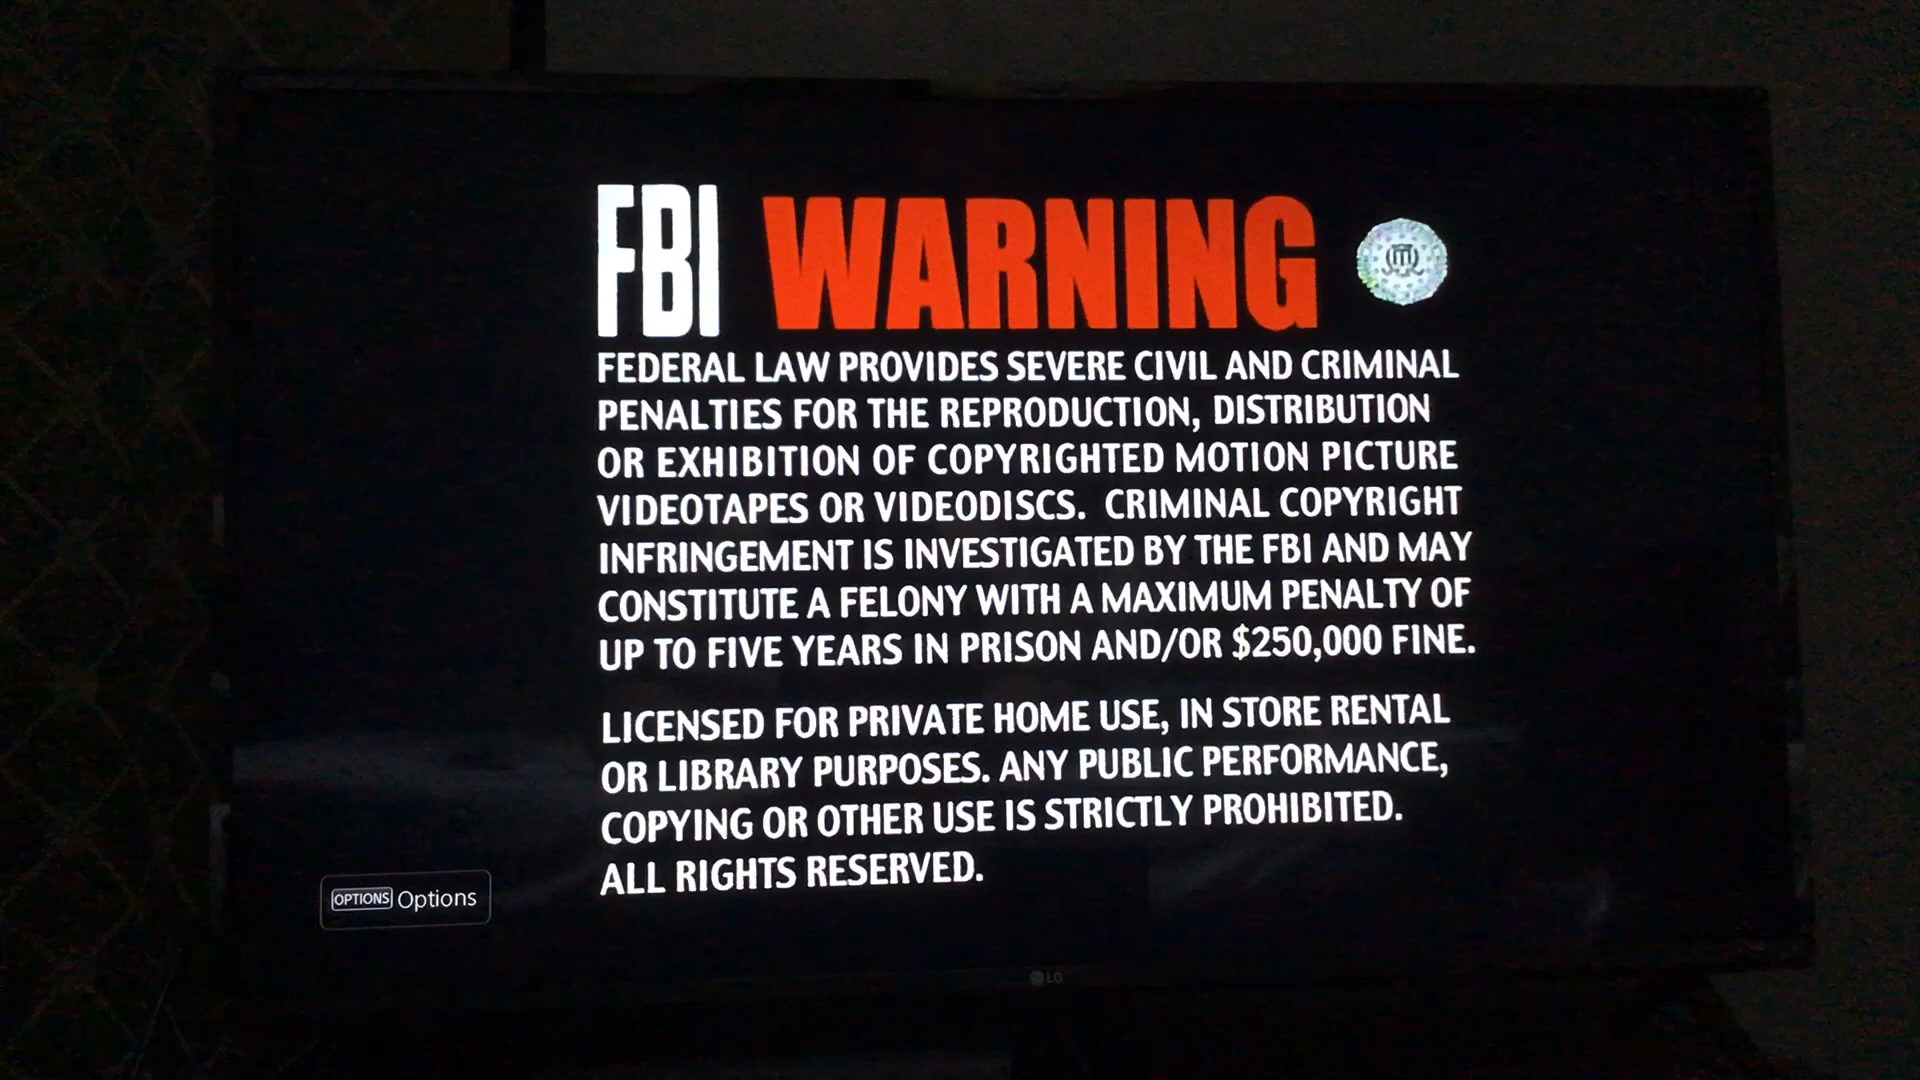 FBI WARNING
FEDERAL LAW PROVIDES SEVERE CIVIL AND CRIMINAL
PENALTIES FOR THE REPRODUCTION, DISTRIBUTION
OR EXHIBITION OF COPYRIGHTED MOTION PICTURE
VIDEOTAPES OR VIDEODISCS.  CRIMINAL COPYRIGHT
INFRINGEMENT IS INVESTIGATED BY THE FBI AND MAY
CONSTITUTE A FELONY WITH A MAXIMUM PENALTY OF
UP TO FIVE YEARS IN PRISON AND/OR $250,000 FINE.
LICENSED FOR PRIVATE HOME USE, IN STORE RENTAL
OR LIBRARY PURPOSES. ANY PUBLIC PERFORMANCE,
COPYING OR OTHER USE IS STRICTLY PROHIBITED.
ALL RIGHTS RESERVED.
OPTIONS Options
LG